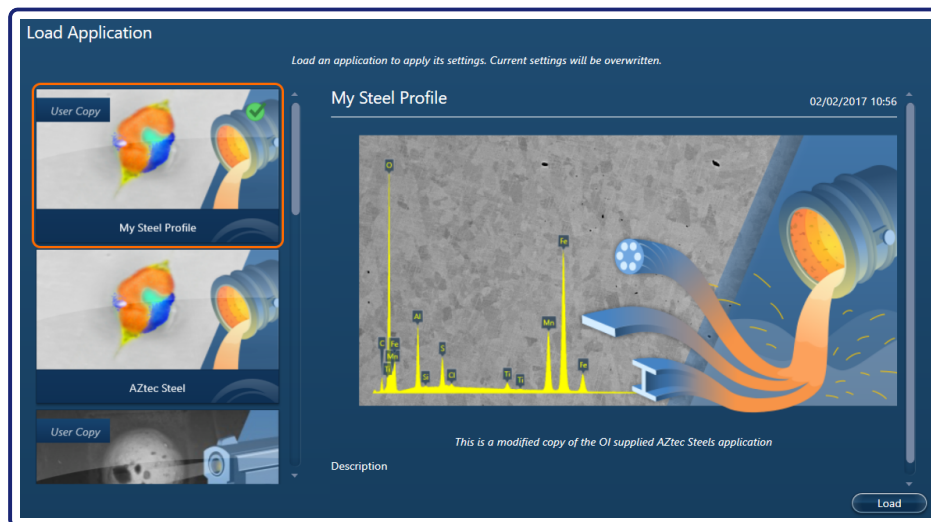 Load Application
Load an application to apply its settings. Current settings will be overwritten.
User Copy
My Steel Profile
AZtec Steel
User Copy
My Steel Profile
02/02/2017 10:56
O
Fe
Al
Mn
S
C
Fe
Mn
Ti
Si
Cl
Ti
Ti
Fe
This is a modified copy of the OI supplied AZtec Steels application
Description
Load